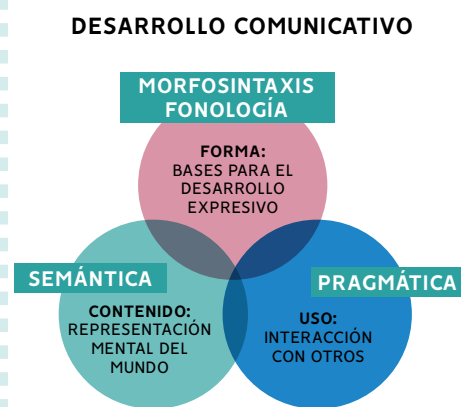 DESARROLLO COMUNICATIVO
MORFOSINTAXIS
FONOLOGÍA
FORMA:
BASES PARA EL
DESARROLLO
EXPRESIVO
SEMÁNTICA
CONTENIDO:
REPRESENTACIÓN
MENTAL DEL
MUNDO
PRAGMÁTICA
USO:
INTERACCIÓN
CON OTROS